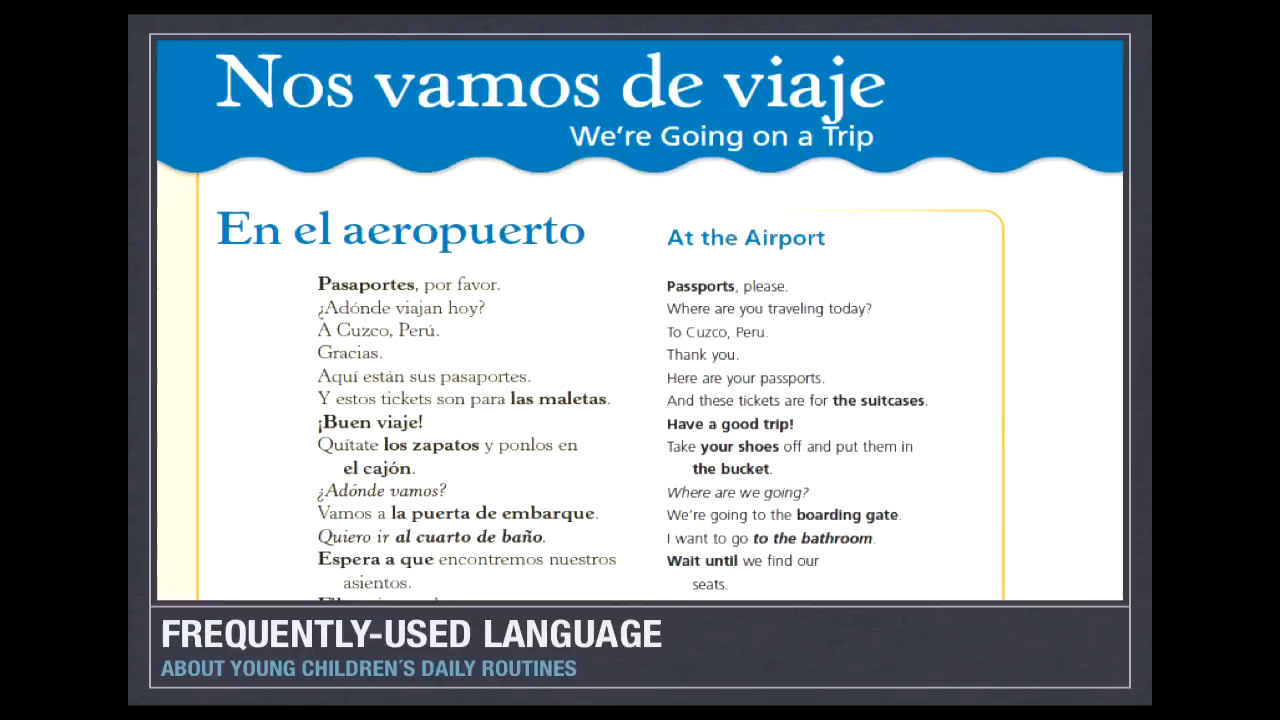 Nos vamos de viaje
We're Going on a Trip
En el aeropuerto
Pasaportes, por favor.
¿Adónde viajan hoy?
A Cuzco, Perú.
Gracias.
Aquí están sus pasaportes.
Y estos tickets son para las maletas.
¡Buen viaje!
Quítate los zapatos y ponlos en
el cajón.
¿Adónde vamos?
Vamos a la puerta de embarque.
Quiero ir al cuarto de baño.
Espera a que encontremos nuestros
asientos.
At the Airport
Passports, please.
Where are you traveling today?
To Cuzco, Peru.
Thank you.
Here are your passports.
And these tickets are for the suitcases.
Have a good trip!
Take your shoes off and put them in
the bucket.
Where are we going?
We're going to the boarding gate.
I want to go to the bathroom.
Wait until we find our
seats.
FREQUENTLY-USED LANGUAGE
ABOUT YOUNG CHILDREN´S DAILY ROUTINES